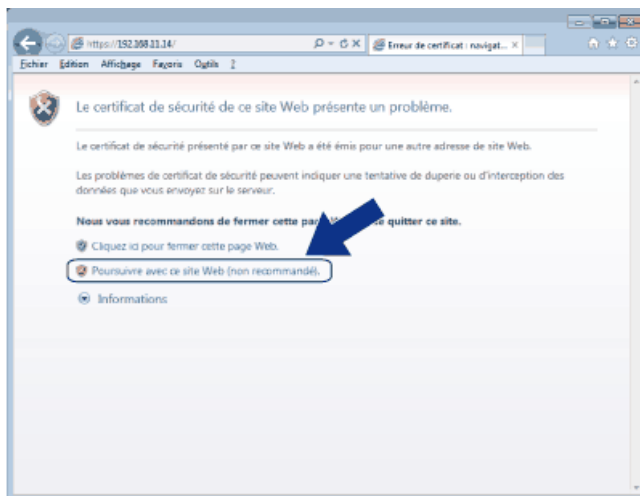 https://192.168.11.14/
Erreur de certificat : navigat...
Fichier Edition Affichage Favoris Outils ?
Le certificat de sécurité de ce site Web présente un problème.
Le certificat de sécurité présenté par ce site Web a été émis pour une autre adresse de site Web.
Les problèmes de certificat de sécurité peuvent indiquer une tentative de duperie ou d'interception des
données que vous envoyez sur le serveur.
Nous vous recommandons de fermer cette pa quitter ce site.
Cliquez ici pour fermer cette page Web.
Poursuivre avec ce site Web (non recommandé).
Informations